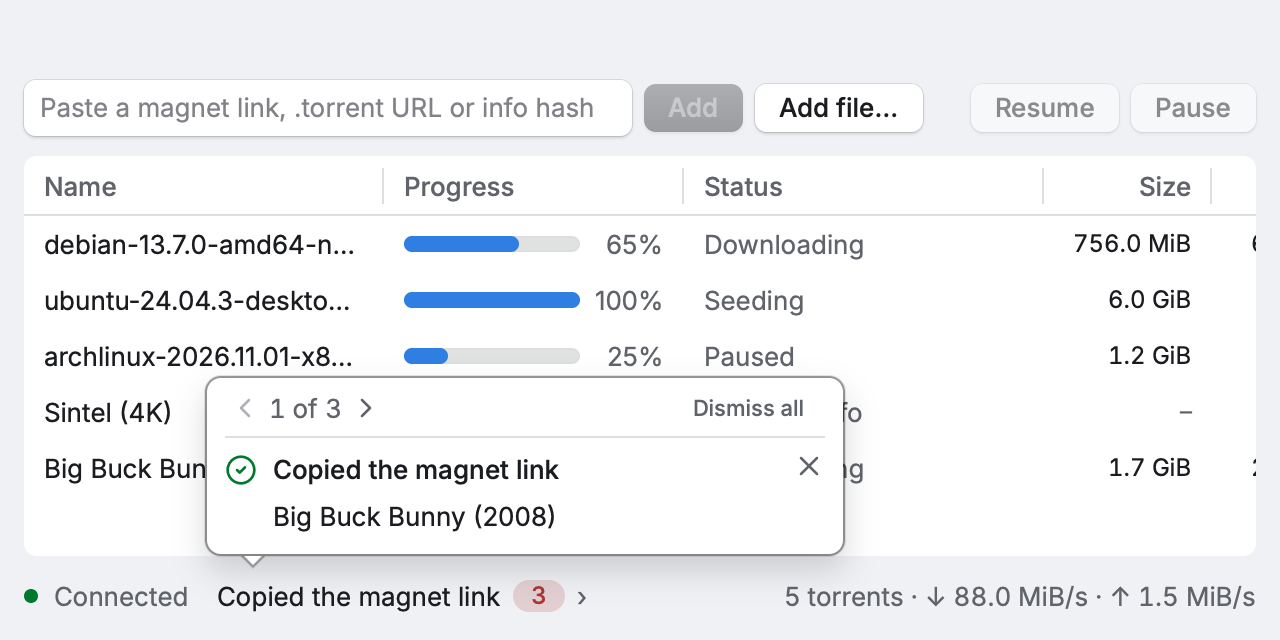 Paste a magnet link, .torrent URL or info hash Add Add file... Resume Pause
Name Progress Status Size
debian-13.7.0-amd64-n... 65% Downloading 756.0 MiB
ubuntu-24.04.3-deskto... 100% Seeding 6.0 GiB
archlinux-2026.11.01-x8... 25% Paused 1.2 GiB
1 of 3 Dismiss all
Sintel (4K) –
Copied the magnet link
Big Buck 1.7 GiB
Big Buck Bunny (2008)
Connected Copied the magnet link 3 › 5 torrents · ↓ 88.0 MiB/s · ↑ 1.5 MiB/s